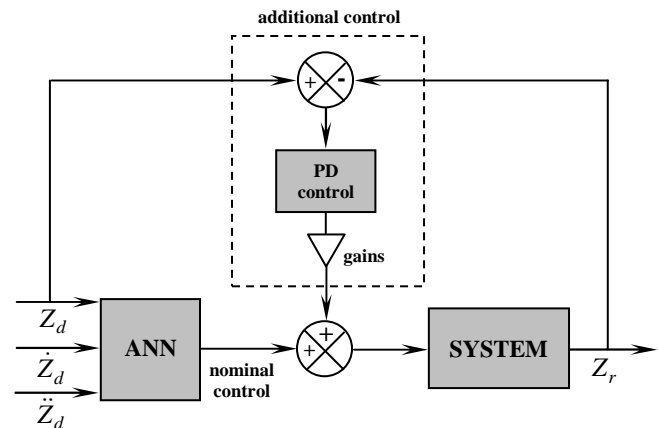 additional control
+ -
PD
control
gains
Z_d
Ż_d
Z̈_d
ANN
nominal
control
+
+
SYSTEM
Z_r